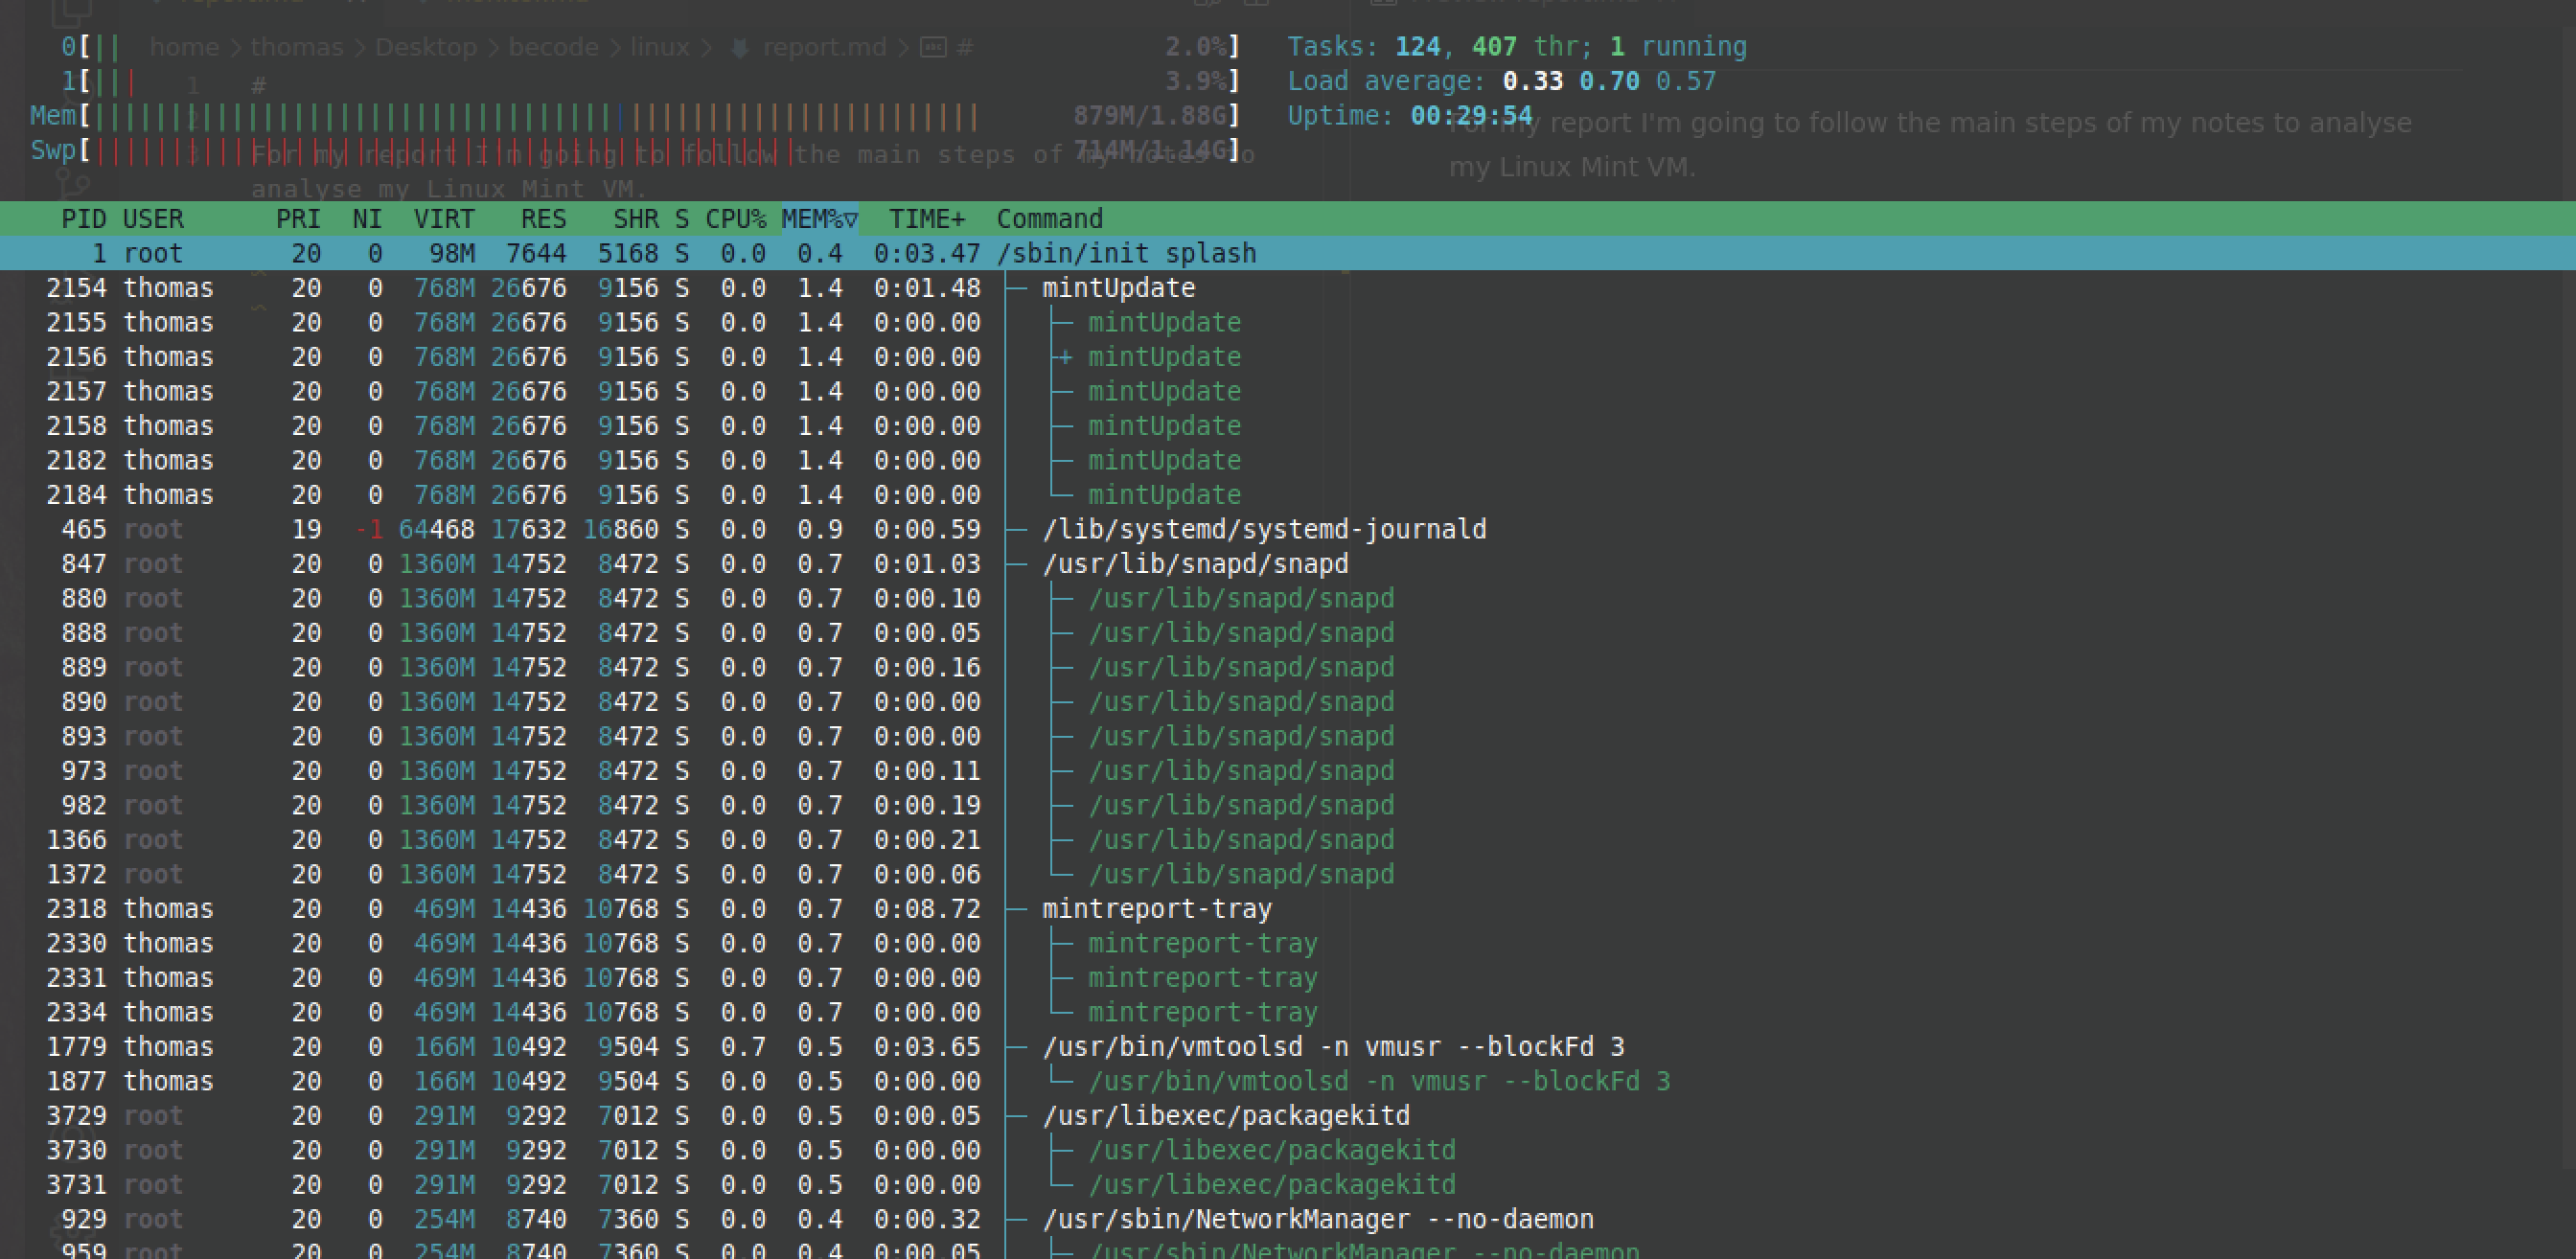 home > thomas > Desktop > becode > linux > report.md > #
0[|| 2.0%] Tasks: 124, 407 thr; 1 running
1[||| 3.9%] Load average: 0.33 0.70 0.57
1 #
Mem[ 879M/1.88G] Uptime: 00:29:54
Swp[ 714M/1.14G]
For my report I'm going to follow the main steps of my notes to
analyse my Linux Mint VM.
For my report I'm going to follow the main steps of my notes to analyse
my Linux Mint VM.
PID USER PRI NI VIRT RES SHR S CPU% MEM%▽ TIME+ Command
1 root 20 0 98M 7644 5168 S 0.0 0.4 0:03.47 /sbin/init splash
2154 thomas 20 0 768M 26676 9156 S 0.0 1.4 0:01.48 ├─ mintUpdate
2155 thomas 20 0 768M 26676 9156 S 0.0 1.4 0:00.00 │ ├─ mintUpdate
2156 thomas 20 0 768M 26676 9156 S 0.0 1.4 0:00.00 │ ├+ mintUpdate
2157 thomas 20 0 768M 26676 9156 S 0.0 1.4 0:00.00 │ ├─ mintUpdate
2158 thomas 20 0 768M 26676 9156 S 0.0 1.4 0:00.00 │ ├─ mintUpdate
2182 thomas 20 0 768M 26676 9156 S 0.0 1.4 0:00.00 │ ├─ mintUpdate
2184 thomas 20 0 768M 26676 9156 S 0.0 1.4 0:00.00 │ └─ mintUpdate
465 root 19 -1 64468 17632 16860 S 0.0 0.9 0:00.59 ├─ /lib/systemd/systemd-journald
847 root 20 0 1360M 14752 8472 S 0.0 0.7 0:01.03 ├─ /usr/lib/snapd/snapd
880 root 20 0 1360M 14752 8472 S 0.0 0.7 0:00.10 │ ├─ /usr/lib/snapd/snapd
888 root 20 0 1360M 14752 8472 S 0.0 0.7 0:00.05 │ ├─ /usr/lib/snapd/snapd
889 root 20 0 1360M 14752 8472 S 0.0 0.7 0:00.16 │ ├─ /usr/lib/snapd/snapd
890 root 20 0 1360M 14752 8472 S 0.0 0.7 0:00.00 │ ├─ /usr/lib/snapd/snapd
893 root 20 0 1360M 14752 8472 S 0.0 0.7 0:00.00 │ ├─ /usr/lib/snapd/snapd
973 root 20 0 1360M 14752 8472 S 0.0 0.7 0:00.11 │ ├─ /usr/lib/snapd/snapd
982 root 20 0 1360M 14752 8472 S 0.0 0.7 0:00.19 │ ├─ /usr/lib/snapd/snapd
1366 root 20 0 1360M 14752 8472 S 0.0 0.7 0:00.21 │ ├─ /usr/lib/snapd/snapd
1372 root 20 0 1360M 14752 8472 S 0.0 0.7 0:00.06 │ └─ /usr/lib/snapd/snapd
2318 thomas 20 0 469M 14436 10768 S 0.0 0.7 0:08.72 ├─ mintreport-tray
2330 thomas 20 0 469M 14436 10768 S 0.0 0.7 0:00.00 │ ├─ mintreport-tray
2331 thomas 20 0 469M 14436 10768 S 0.0 0.7 0:00.00 │ ├─ mintreport-tray
2334 thomas 20 0 469M 14436 10768 S 0.0 0.7 0:00.00 │ └─ mintreport-tray
1779 thomas 20 0 166M 10492 9504 S 0.7 0.5 0:03.65 ├─ /usr/bin/vmtoolsd -n vmusr --blockFd 3
1877 thomas 20 0 166M 10492 9504 S 0.0 0.5 0:00.00 │ └─ /usr/bin/vmtoolsd -n vmusr --blockFd 3
3729 root 20 0 291M 9292 7012 S 0.0 0.5 0:00.05 ├─ /usr/libexec/packagekitd
3730 root 20 0 291M 9292 7012 S 0.0 0.5 0:00.00 │ ├─ /usr/libexec/packagekitd
3731 root 20 0 291M 9292 7012 S 0.0 0.5 0:00.00 │ └─ /usr/libexec/packagekitd
929 root 20 0 254M 8740 7360 S 0.0 0.4 0:00.32 ├─ /usr/sbin/NetworkManager --no-daemon
959 root 20 0 254M 8740 7360 S 0.0 0.4 0:00.05 │ ├─ /usr/sbin/NetworkManager --no-daemon